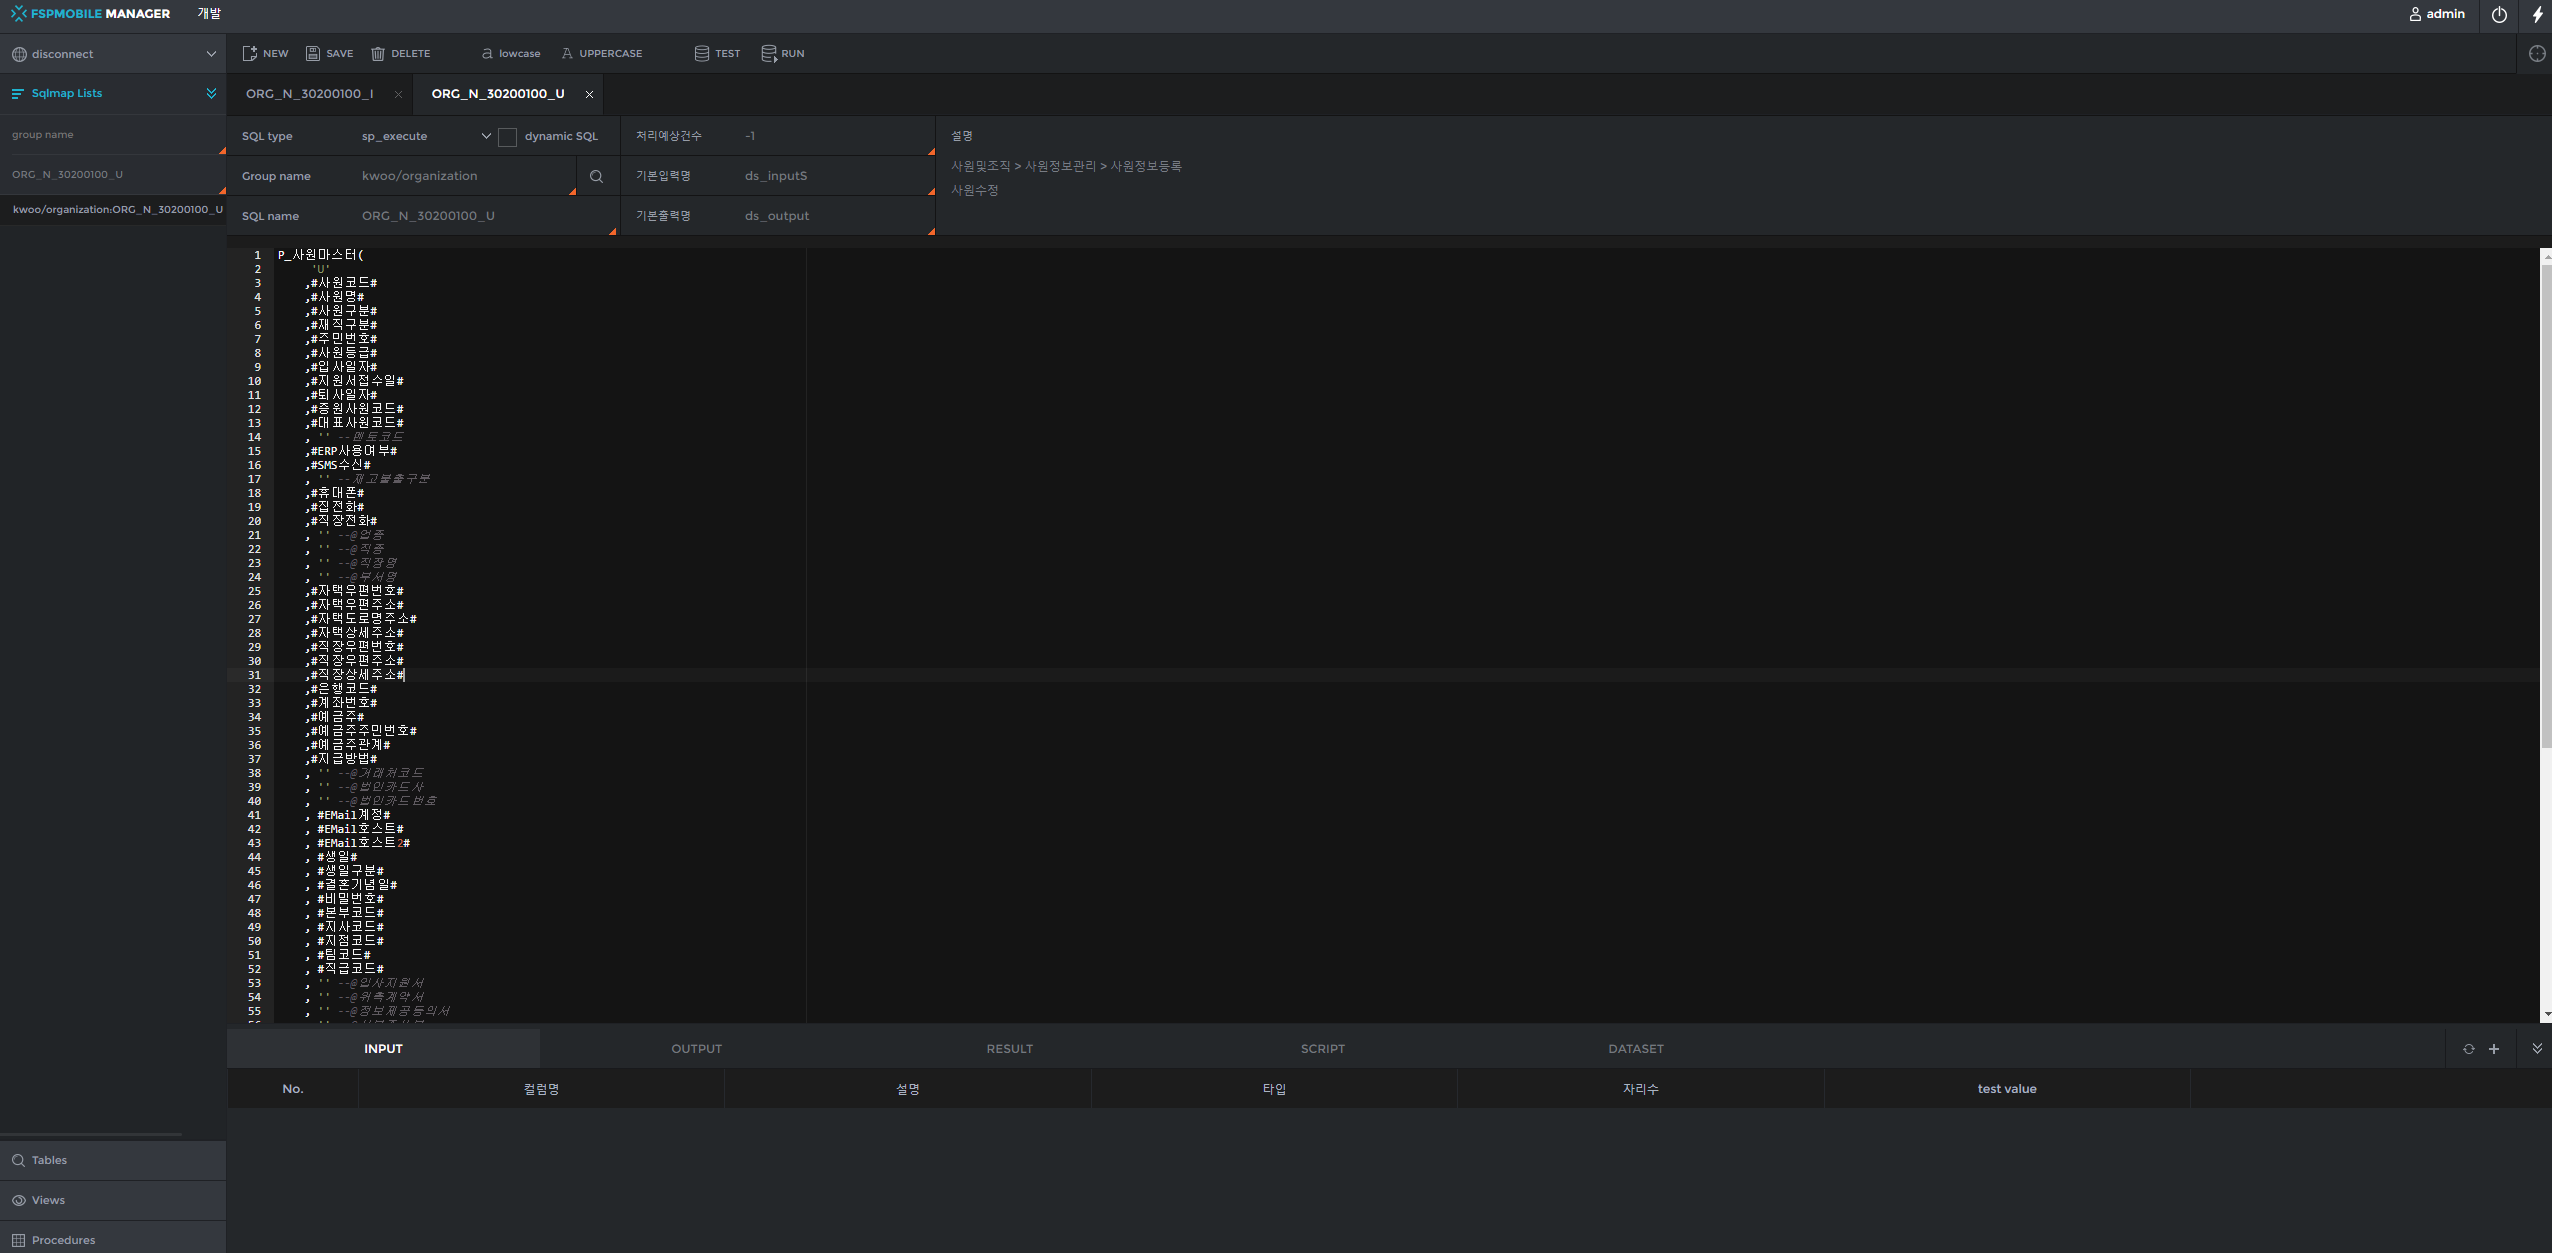 FSPMOBILE MANAGER 개발 admin
disconnect NEW SAVE DELETE lowcase UPPERCASE TEST RUN
Sqlmap Lists ORG_N_30200100_I ORG_N_30200100_U
group name
ORG_N_30200100_U
kwoo/organization:ORG_N_30200100_U
SQL type sp_execute dynamic SQL 처리예상건수 -1 설명
사원및조직 > 사원정보관리 > 사원정보등록
Group name kwoo/organization 기본입력명 ds_inputS
사원수정
SQL name ORG_N_30200100_U 기본출력명 ds_output
1 P_사원마스터(
2 'U'
3 ,#사원코드#
4 ,#사원명#
5 ,#사원구분#
6 ,#재직구분#
7 ,#주민번호#
8 ,#사원등급#
9 ,#입사일자#
10 ,#지원서접수일#
11 ,#퇴사일자#
12 ,#증원사원코드#
13 ,#대표사원코드#
14 , '' --멘토코드
15 ,#ERP사용여부#
16 ,#SMS수신#
17 , '' --재고불출구분
18 ,#휴대폰#
19 ,#집전화#
20 ,#직장전화#
21 , '' --@업종
22 , '' --@직종
23 , '' --@직장명
24 , '' --@부서명
25 ,#자택우편번호#
26 ,#자택우편주소#
27 ,#자택도로명주소#
28 ,#자택상세주소#
29 ,#직장우편번호#
30 ,#직장우편주소#
31 ,#직장상세주소#
32 ,#은행코드#
33 ,#계좌번호#
34 ,#예금주#
35 ,#예금주주민번호#
36 ,#예금주관계#
37 ,#지급방법#
38 , '' --@거래처코드
39 , '' --@법인카드사
40 , '' --@법인카드번호
41 , #EMail계정#
42 , #EMail호스트#
43 , #EMail호스트2#
44 , #생일#
45 , #생일구분#
46 , #결혼기념일#
47 , #비밀번호#
48 , #본부코드#
49 , #지사코드#
50 , #지점코드#
51 , #팀코드#
52 , #직급코드#
53 , '' --@입사지원서
54 , '' --@위촉계약서
55 , '' --@정보제공동의서
INPUT OUTPUT RESULT SCRIPT DATASET
No. 컬럼명 설명 타입 자리수 test value
Tables
Views
Procedures